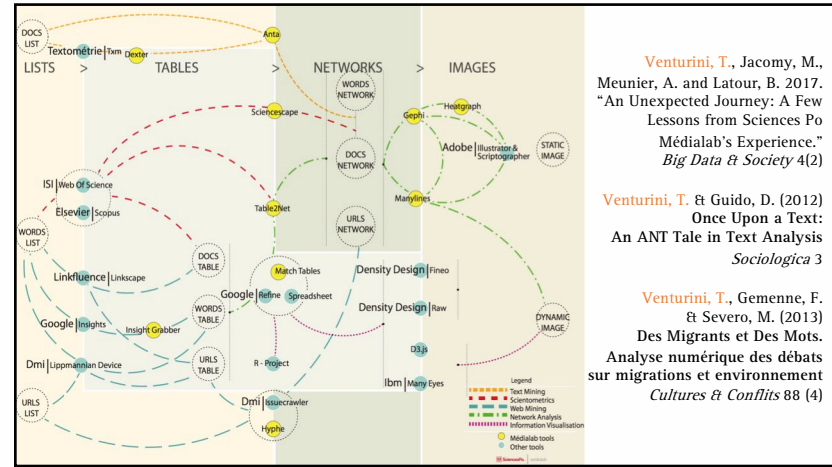 DOCS
LIST
Textométrie | Txm
Dexter
Anta
LISTS > TABLES > NETWORKS > IMAGES
WORDS
NETWORK
Sciencescape
Gephi
Heatgraph
Adobe | Illustrator &
Scriptographer
STATIC
IMAGE
DOCS
NETWORK
ISI | Web Of Science
Elsevier | Scopus
Table2Net
Manylines
URLS
NETWORK
WORDS
LIST
DOCS
TABLE
Linkfluence | Linkscape
Match Tables
Density Design | Fineo
Google | Refine
Spreadsheet
WORDS
TABLE
Density Design | Raw
DYNAMIC
IMAGE
Google | Insights
Insight Grabber
URLS
TABLE
D3.js
Dmi | Lippmannian Device
R - Project
Ibm | Many Eyes
URLS
LIST
Dmi | Issuecrawler
Hyphe
Legend
Text Mining
Scientometrics
Web Mining
Network Analysis
Information Visualisation
Médialab tools
Other tools
SciencesPo.
Venturini, T., Jacomy, M.,
Meunier, A. and Latour, B. 2017.
“An Unexpected Journey: A Few
Lessons from Sciences Po
Médialab’s Experience.”
Big Data & Society 4(2)
Venturini, T. & Guido, D. (2012)
Once Upon a Text:
An ANT Tale in Text Analysis
Sociologica 3
Venturini, T., Gemenne, F.
& Severo, M. (2013)
Des Migrants et Des Mots.
Analyse numérique des débats
sur migrations et environnement
Cultures & Conflits 88 (4)